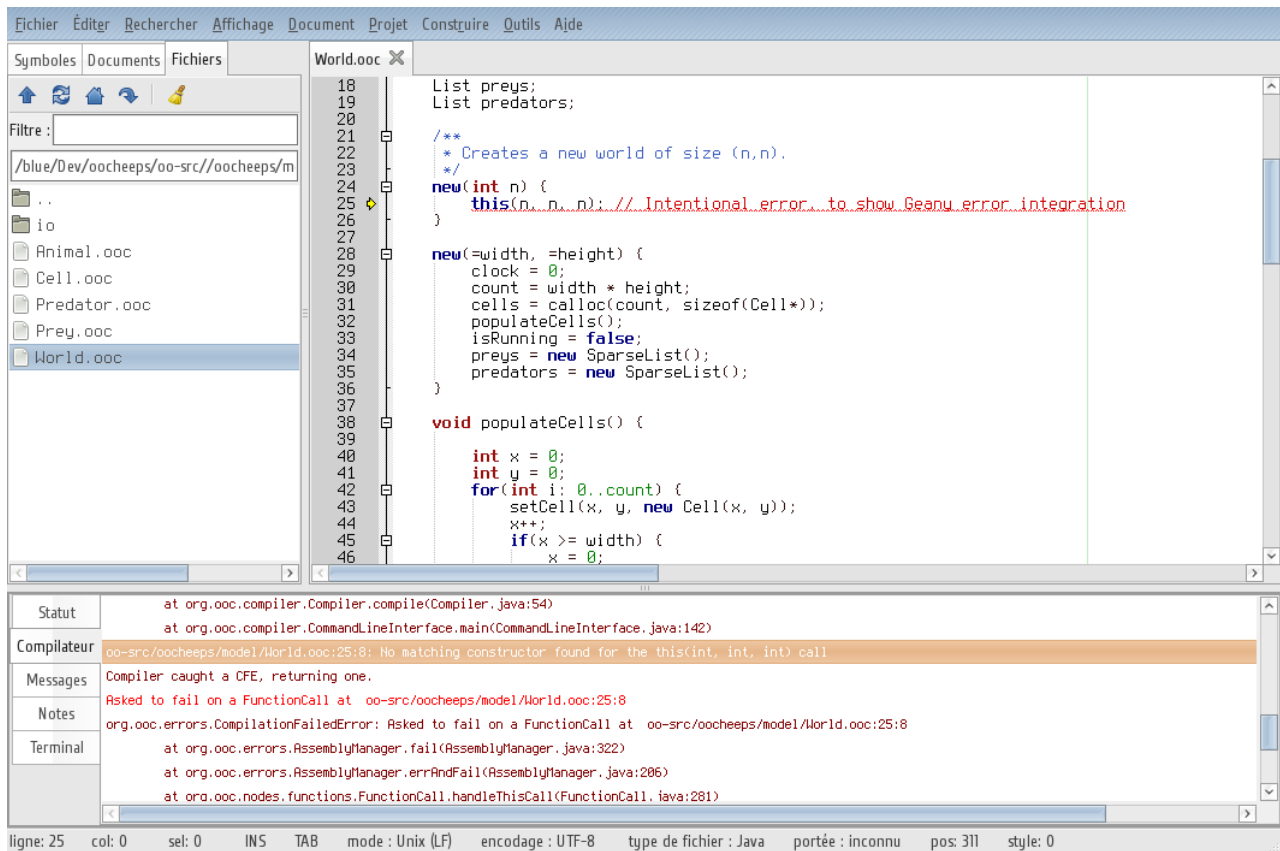 Fichier Éditer Rechercher Affichage Document Projet Construire Outils Aide
Symboles Documents Fichiers
Filtre :
/blue/Dev/oocheeps/oo-src//oocheeps/m
..
io
Animal.ooc
Cell.ooc
Predator.ooc
Prey.ooc
World.ooc
World.ooc
18 List preys;
19 List predators;
20
21 /**
22 * Creates a new world of size (n,n).
23 */
24 new(int n) {
25 this(n, n, n); // Intentional error, to show Geany error integration
26 }
27
28 new(=width, =height) {
29 clock = 0;
30 count = width * height;
31 cells = calloc(count, sizeof(Cell*));
32 populateCells();
33 isRunning = false;
34 preys = new SparseList();
35 predators = new SparseList();
36 }
37
38 void populateCells() {
39
40 int x = 0;
41 int y = 0;
42 for(int i: 0..count) {
43 setCell(x, y, new Cell(x, y));
44 x++;
45 if(x >= width) {
46 x = 0;
Statut
Compilateur
Messages
Notes
Terminal
at org.ooc.compiler.Compiler.compile(Compiler.java:54)
at org.ooc.compiler.CommandLineInterface.main(CommandLineInterface.java:142)
oo-src/oocheeps/model/World.ooc:25:8: No matching constructor found for the this(int, int, int) call
Compiler caught a CFE, returning one.
Asked to fail on a FunctionCall at  oo-src/oocheeps/model/World.ooc:25:8
org.ooc.errors.CompilationFailedError: Asked to fail on a FunctionCall at  oo-src/oocheeps/model/World.ooc:25:8
at org.ooc.errors.AssemblyManager.fail(AssemblyManager.java:322)
at org.ooc.errors.AssemblyManager.errAndFail(AssemblyManager.java:206)
at org.ooc.nodes.functions.FunctionCall.handleThisCall(FunctionCall.java:281)
ligne: 25 col: 0 sel: 0 INS TAB mode : Unix (LF) encodage : UTF-8 type de fichier : Java portée : inconnu pos: 311 style: 0